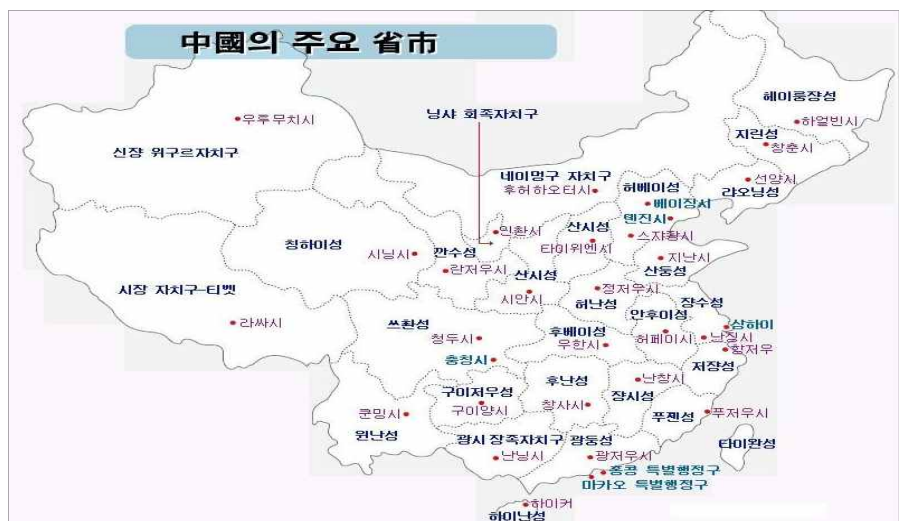 中國의 주요 省市
헤이룽쟝성
닝샤 회족자치구
우루무치시
하얼빈시
지린성
창춘시
신쟝 위구르자치구
네이멍구 자치구
선양시
허베이성
랴오닝성
후허하오터시
베이징시
톈진시
산시성
스쟈좡시
칭하이성
인촨시
타이위엔시
시닝시
깐수성
지난시
란저우시
산시성
산둥성
시장 자치구-티벳
정저우시
시안시
허난성
장수성
안후이성
라싸시
쓰촨성
상하이
후베이성
청두시
우한시
허페이시
난징시
항저우
충칭시
저쟝성
후난성
난창시
구이저우성
쟝시성
쿤밍시
구이양시
창사시
푸젠성
푸저우시
윈난성
광시 장족자치구
광둥성
타이완성
난닝시
광저우시
홍콩 특별행정구
마카오 특별행정구
하이커
하이난성